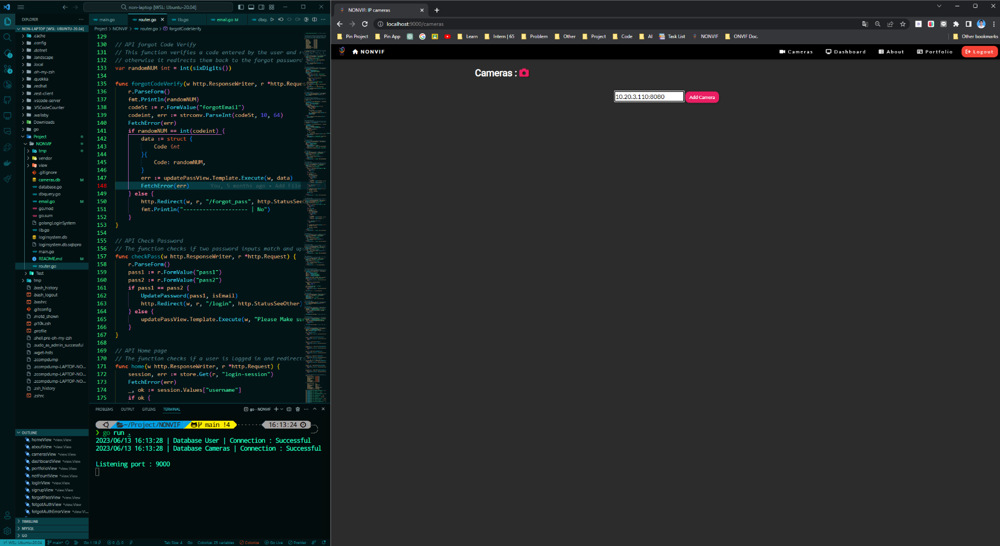 non-laptop [WSL: Ubuntu-20.04]
EXPLORER
NON-LAPTOP [WSL: UBUNTU-20.04]
.cache
.config
.dotnet
.landscape
.local
.oh-my-zsh
.quokka
.redhat
.rest-client
.vscode-server
.VSCodeCounter
.wallaby
Downloads
go
Project
NONVIF
tmp
vendor
view
.gitignore
cameras.db M
database.go
dbquery.go
email.go M
go.mod
go.sum
golangLoginSystem
lib.go
loginsystem.db
loginsystem.db.sqbpro
main.go
README.md M
router.go
Test
tmp
.bash_history
.bash_logout
.bashrc
.gitconfig
.motd_shown
.p10k.zsh
.profile
.shell.pre-oh-my-zsh
.sudo_as_admin_successful
.wget-hsts
.zcompdump
.zcompdump-LAPTOP-NO...
.zcompdump-LAPTOP-NO...
.zcompdump-LAPTOP-NO...
.zsh_history
.zshrc
OUTLINE
homeView *view.View
aboutView *view.View
camerasView *view.View
dashboardView *view.View
portfolioView *view.View
notFountView *view.View
loginView *view.View
signupView *view.View
forgotPassView *view.View
fotgotAuthView *view.View
fotgotAuthErrorView *view.Vi...
TIMELINE
MYSQL
GO
main.go router.go lib.go email.go M dbqu
Project > NONVIF > router.go > forgotCodeVerify
129
130 // API forgot Code Verify
131 // This function verifies a code entered by the user and redirect
132 // otherwise it redirects them back to the forgot password
133 var randomNUM int = int(sixDigits())
134
135 func forgotCodeVerify(w http.ResponseWriter, r *http.Reques
136 r.ParseForm()
137 fmt.Println(randomNUM)
138 codeSt := r.FormValue("forgotEmail")
139 codeint, err := strconv.ParseInt(codeSt, 10, 64)
140 FetchError(err)
141 if randomNUM == int(codeint) {
142 data := struct {
143 Code int
144 }{
145 Code: randomNUM,
146 }
147 err := updatePassView.Template.Execute(w, data)
148 FetchError(err) You, 5 months ago • Add File
149 } else {
150 http.Redirect(w, r, "/forgot_pass", http.StatusSeeO
151 fmt.Println("-------------------- | No")
152 }
153 }
154
155 // API Check Password
156 // The function checks if two password inputs match and up
157 func checkPass(w http.ResponseWriter, r *http.Request) {
158 r.ParseForm()
159 pass1 := r.FormValue("pass1")
160 pass2 := r.FormValue("pass2")
161 if pass1 == pass2 {
162 UpdatePassword(pass1, isEmail)
163 http.Redirect(w, r, "/login", http.StatusSeeOther)
164 } else {
165 updatePassView.Template.Execute(w, "Please Make sur
166 }
167 }
168
169 // API Home page
170 // The function checks if a user is Logged in and redirects
171 func home(w http.ResponseWriter, r *http.Request) {
172 session, err := store.Get(r, "login-session")
173 FetchError(err)
174 _, ok := session.Values["username"]
175 if ok {
PROBLEMS OUTPUT GITLENS TERMINAL go - NONVIF
~/Project/NONVIF main !4 16:13:24
❯ go run .
2023/06/13 16:13:28 | Database User | Connection : Successful
2023/06/13 16:13:28 | Database Cameras | Connection : Successful
Listening port : 9000
WSL: Ubuntu-20.04 main* Go 1.19 0 0 Tab Size: 4 Go Colorize: 25 variables Colorize Go Live Prettier
NONVIF: IP cameras
localhost:9000/cameras
Pin Project Pin App Learn Intern | 65 Problem Other Project Code AI Task List NONVIF ONVIF Doc. Other bookmarks
NONVIF Cameras Dashboard About Portfolio Logout
Cameras :
10.20.3.110:8080 Add Camera